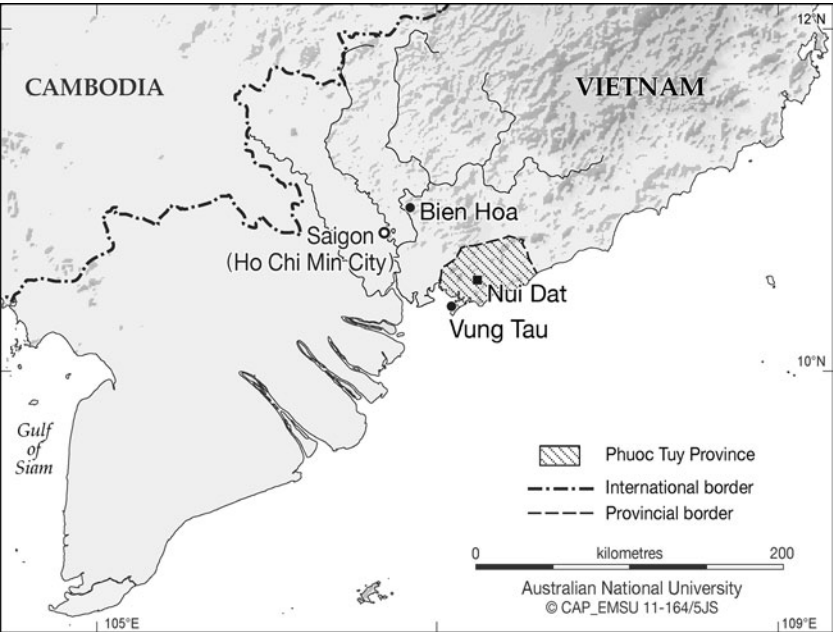 12°N
CAMBODIA
VIETNAM
Bien Hoa
Saigon
(Ho Chi Min City)
Nui Dat
Vung Tau
10°N
Gulf
of
Siam
Phuoc Tuy Province
International border
Provincial border
0 kilometres 200
Australian National University
© CAP_EMSU 11-164/5JS
105°E
109°E